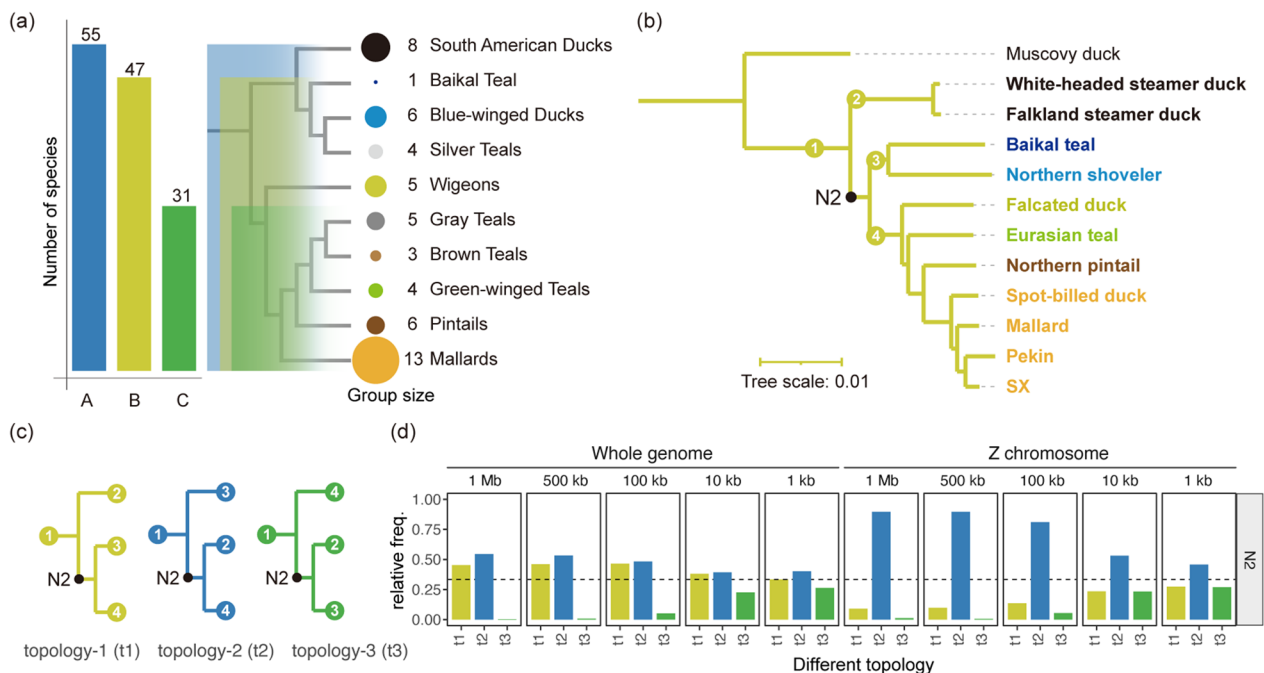 (a)
Number of species
55
47
31
A B C
8 South American Ducks
1 Baikal Teal
6 Blue-winged Ducks
4 Silver Teals
5 Wigeons
5 Gray Teals
3 Brown Teals
4 Green-winged Teals
6 Pintails
13 Mallards
Group size
(b)
Muscovy duck
White-headed steamer duck
Falkland steamer duck
Baikal teal
Northern shoveler
Falcated duck
Eurasian teal
Northern pintail
Spot-billed duck
Mallard
Pekin
SX
1
2
3
N2
4
Tree scale: 0.01
(c)
1 2
3
N2
4
topology-1 (t1)
1 3
2
N2
4
topology-2 (t2)
1 4
2
N2
3
topology-3 (t3)
(d)
Whole genome Z chromosome
1 Mb 500 kb 100 kb 10 kb 1 kb 1 Mb 500 kb 100 kb 10 kb 1 kb
relative freq.
1.00
0.75
0.50
0.25
0.00
N2
t1 t2 t3 t1 t2 t3 t1 t2 t3 t1 t2 t3 t1 t2 t3 t1 t2 t3 t1 t2 t3 t1 t2 t3 t1 t2 t3 t1 t2 t3
Different topology